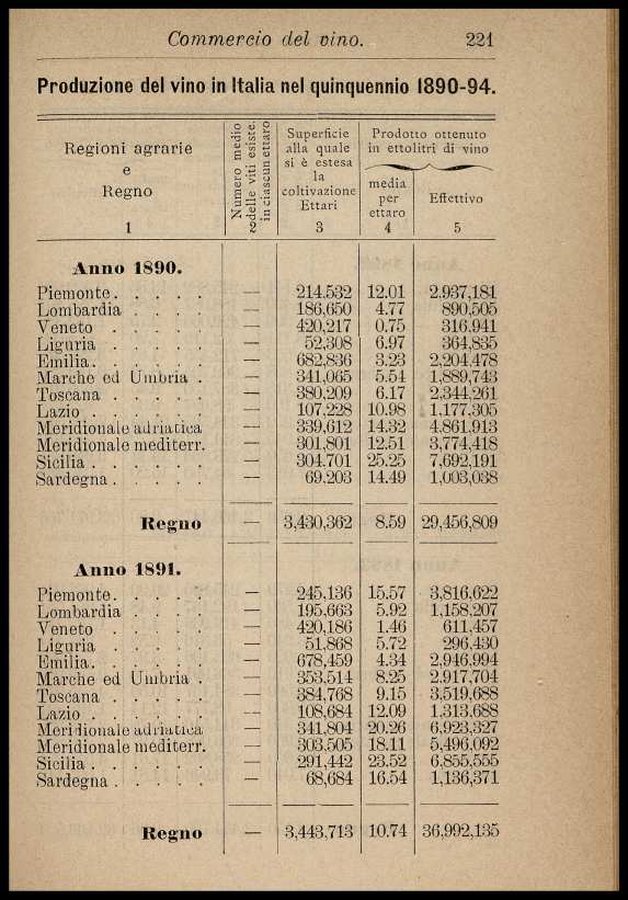 Commercio del vino. 221
Produzione del vino in Italia nel quinquennio 1890-94.
Regioni agrarie
e
Regno
1
Numero medio
delle viti esiste.
in ciascun ettaro
2
Superficie
alla quale
si è estesa
la
coltivazione
Ettari
3
Prodotto ottenuto
in ettolitri di vino
media
per
ettaro
4
Effettivo
5
Anno 1890.
Piemonte . . . . . — 214.532 12.01 2.937,181
Lombardia . . . . — 186,650 4.77 890,505
Veneto . . . . . — 420,217 0.75 316.941
Liguria . . . . . — 52,308 6.97 364,835
Emilia . . . . . . — 682,836 3.23 2,204.478
Marche ed Umbria . — 341,065 5.54 1,889,743
Toscana . . . . . — 380,209 6.17 2,344,261
Lazio . . . . . . — 107,228 10.98 1,177,305
Meridionale adriatica — 339,612 14.32 4,861,913
Meridionale mediterr. — 301,801 12.51 3,774,418
Sicilia . . . . . . — 304,701 25.25 7,692,191
Sardegna . . . . . — 69,203 14.49 1,003,038
Regno — 3,430,362 8.59 29,456,809
Anno 1891.
Piemonte . . . . . — 245,136 15.57 3,816,622
Lombardia . . . . — 195,663 5.92 1,158,207
Veneto . . . . . — 420,186 1.46 611,457
Liguria . . . . . — 51,868 5.72 296,430
Emilia . . . . . . — 678,459 4.34 2,946,994
Marche ed Umbria . — 353,514 8.25 2,917,704
Toscana . . . . . — 384,768 9.15 3,519,688
Lazio . . . . . . — 108,684 12.09 1,313,688
Meridionale adriatica — 341,804 20.26 6,923,327
Meridionale mediterr. — 303,505 18.11 5,496,092
Sicilia . . . . . . — 291,442 23.52 6,855,555
Sardegna . . . . . — 68,684 16.54 1,136,371
Regno — 3,443,713 10.74 36,992,135